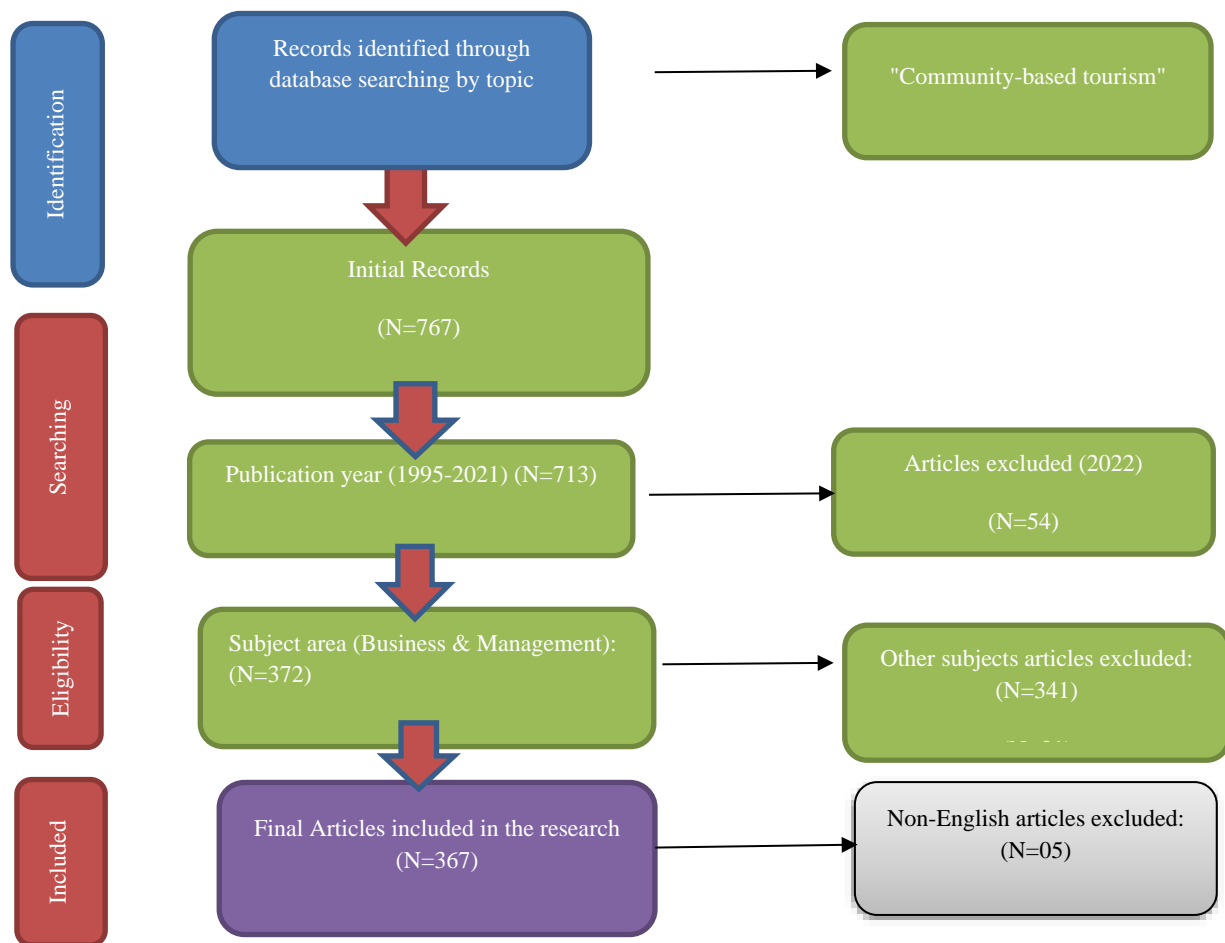 Identification
Records identified through
database searching by topic
"Community-based tourism"
Initial Records
(N=767)
Searching
Publication year (1995-2021) (N=713)
Articles excluded (2022)
(N=54)
Eligibility
Subject area (Business & Management):
(N=372)
Other subjects articles excluded:
(N=341)
Included
Final Articles included in the research
(N=367)
Non-English articles excluded:
(N=05)